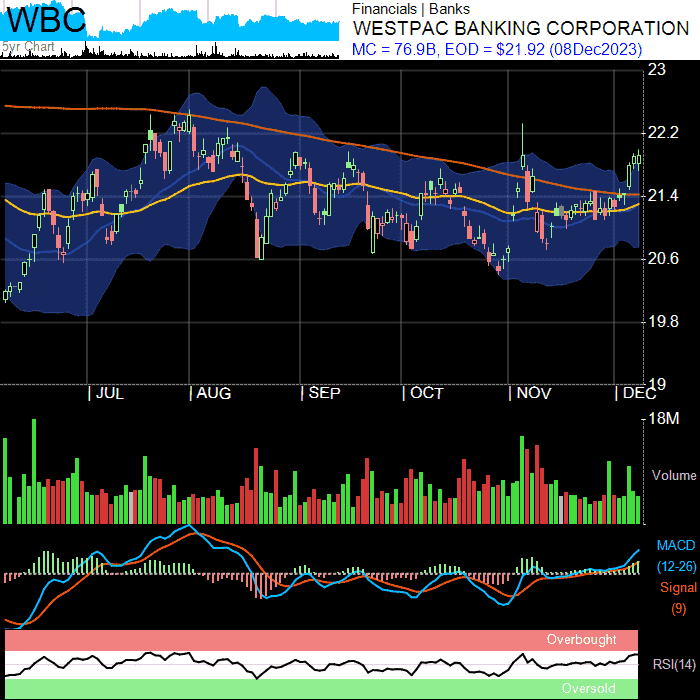 WBC
5yr Chart
Financials | Banks
WESTPAC BANKING CORPORATION
MC = 76.9B, EOD = $21.92 (08Dec2023)
23
22.2
21.4
20.6
19.8
19
| JUL | AUG | SEP | OCT | NOV | DEC
18M
Volume
MACD
(12-26)
Signal
(9)
Overbought
RSI(14)
Oversold